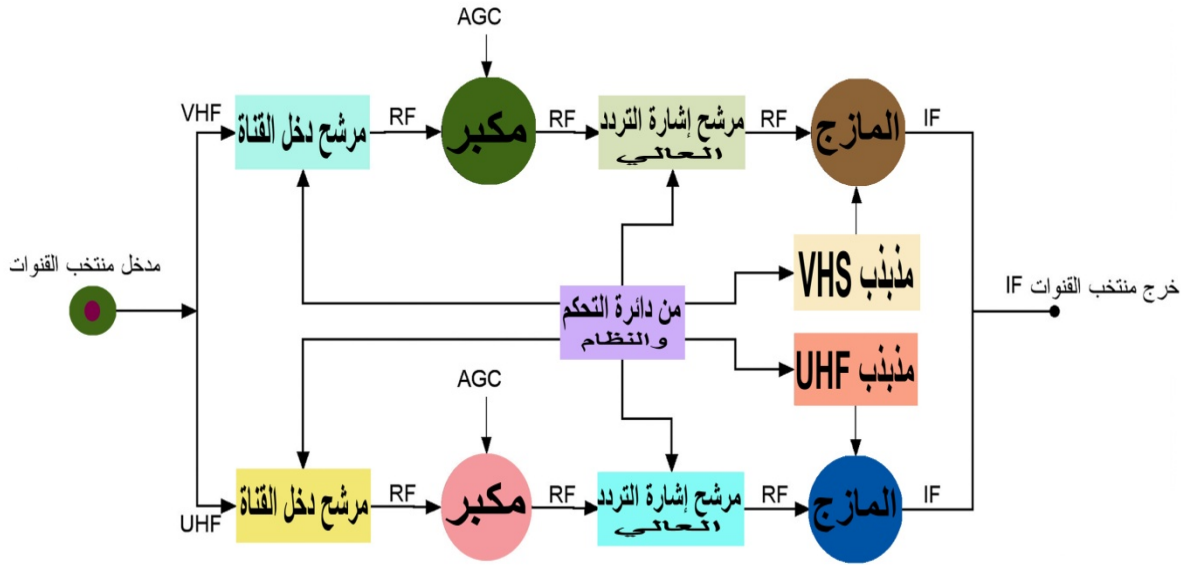 AGC
VHF
مرشح دخل القناة
RF
مكبر
RF
مرشح إشارة التردد
العالي
RF
المازج
IF
مدخل منتخب القنوات
من دائرة التحكم
والنظام
مذبذب VHS
خرج منتخب القنوات IF
مذبذب UHF
AGC
UHF
مرشح دخل القناة
RF
مكبر
RF
مرشح إشارة التردد
العالي
RF
المازج
IF